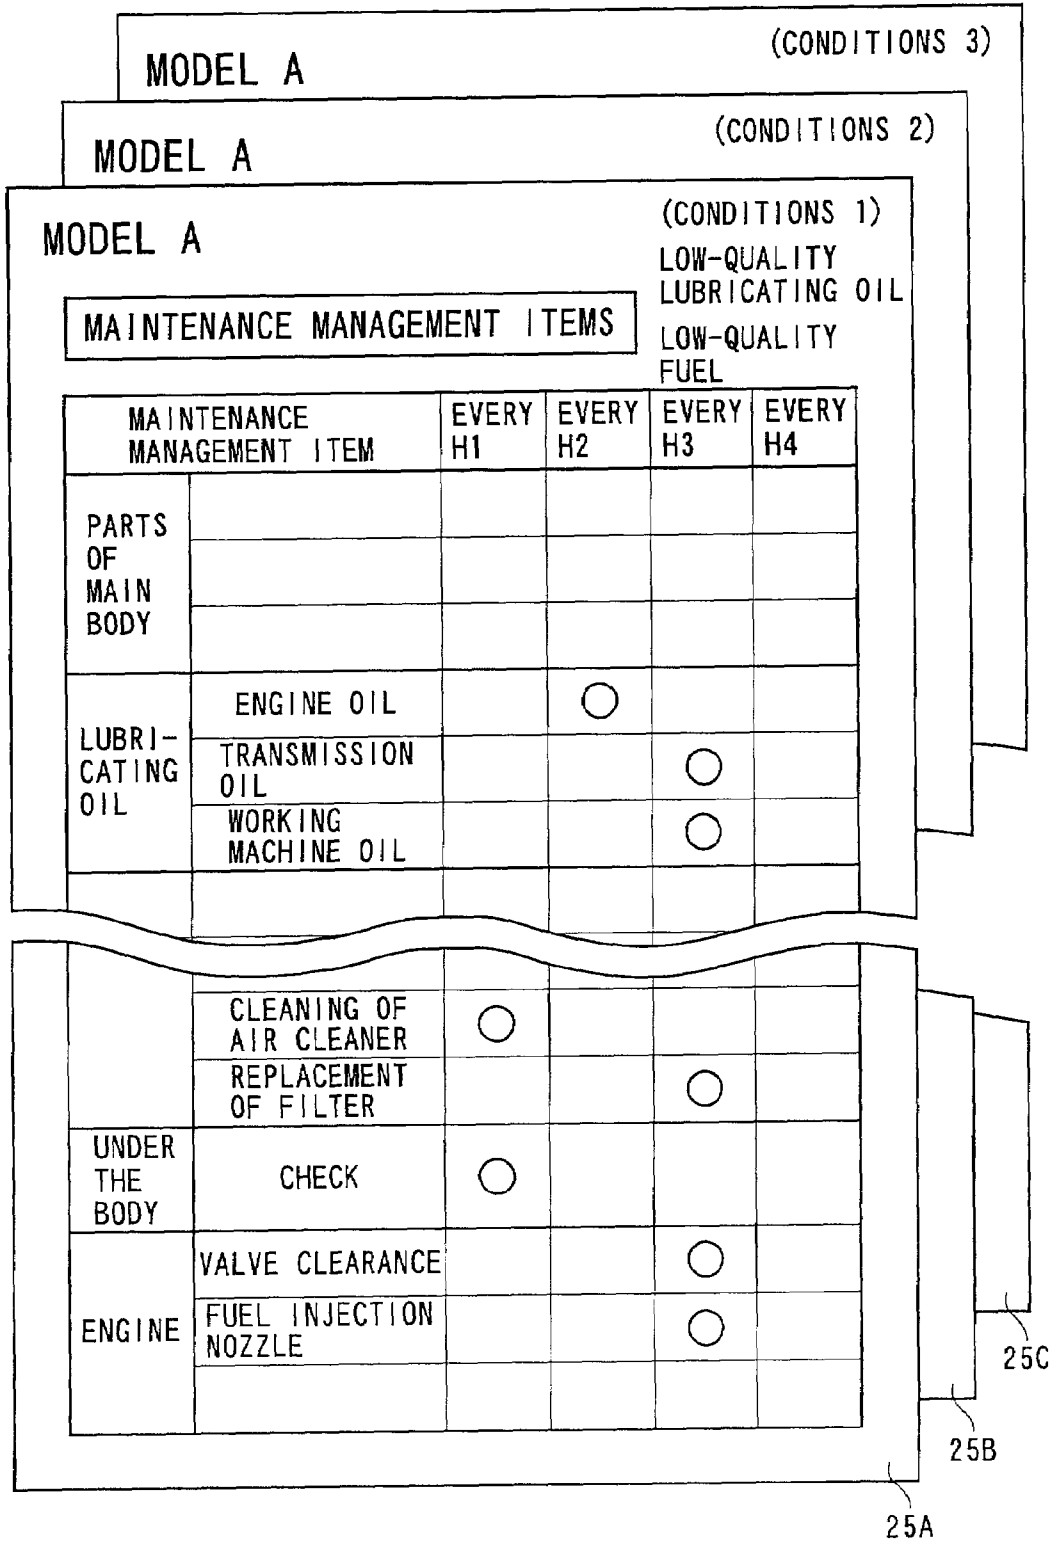 (CONDITIONS 3)
MODEL A
(CONDITIONS 2)
MODEL A
(CONDITIONS 1)
MODEL A
LOW-QUALITY
LUBRICATING OIL
MAINTENANCE MANAGEMENT ITEMS
LOW-QUALITY
FUEL
MAINTENANCE
MANAGEMENT ITEM
EVERY
H1
EVERY
H2
EVERY
H3
EVERY
H4
PARTS
OF
MAIN
BODY
LUBRI-
CATING
OIL
ENGINE OIL
TRANSMISSION
OIL
WORKING
MACHINE OIL
CLEANING OF
AIR CLEANER
REPLACEMENT
OF FILTER
UNDER
THE
BODY
CHECK
ENGINE
VALVE CLEARANCE
FUEL INJECTION
NOZZLE
25C
25B
25A